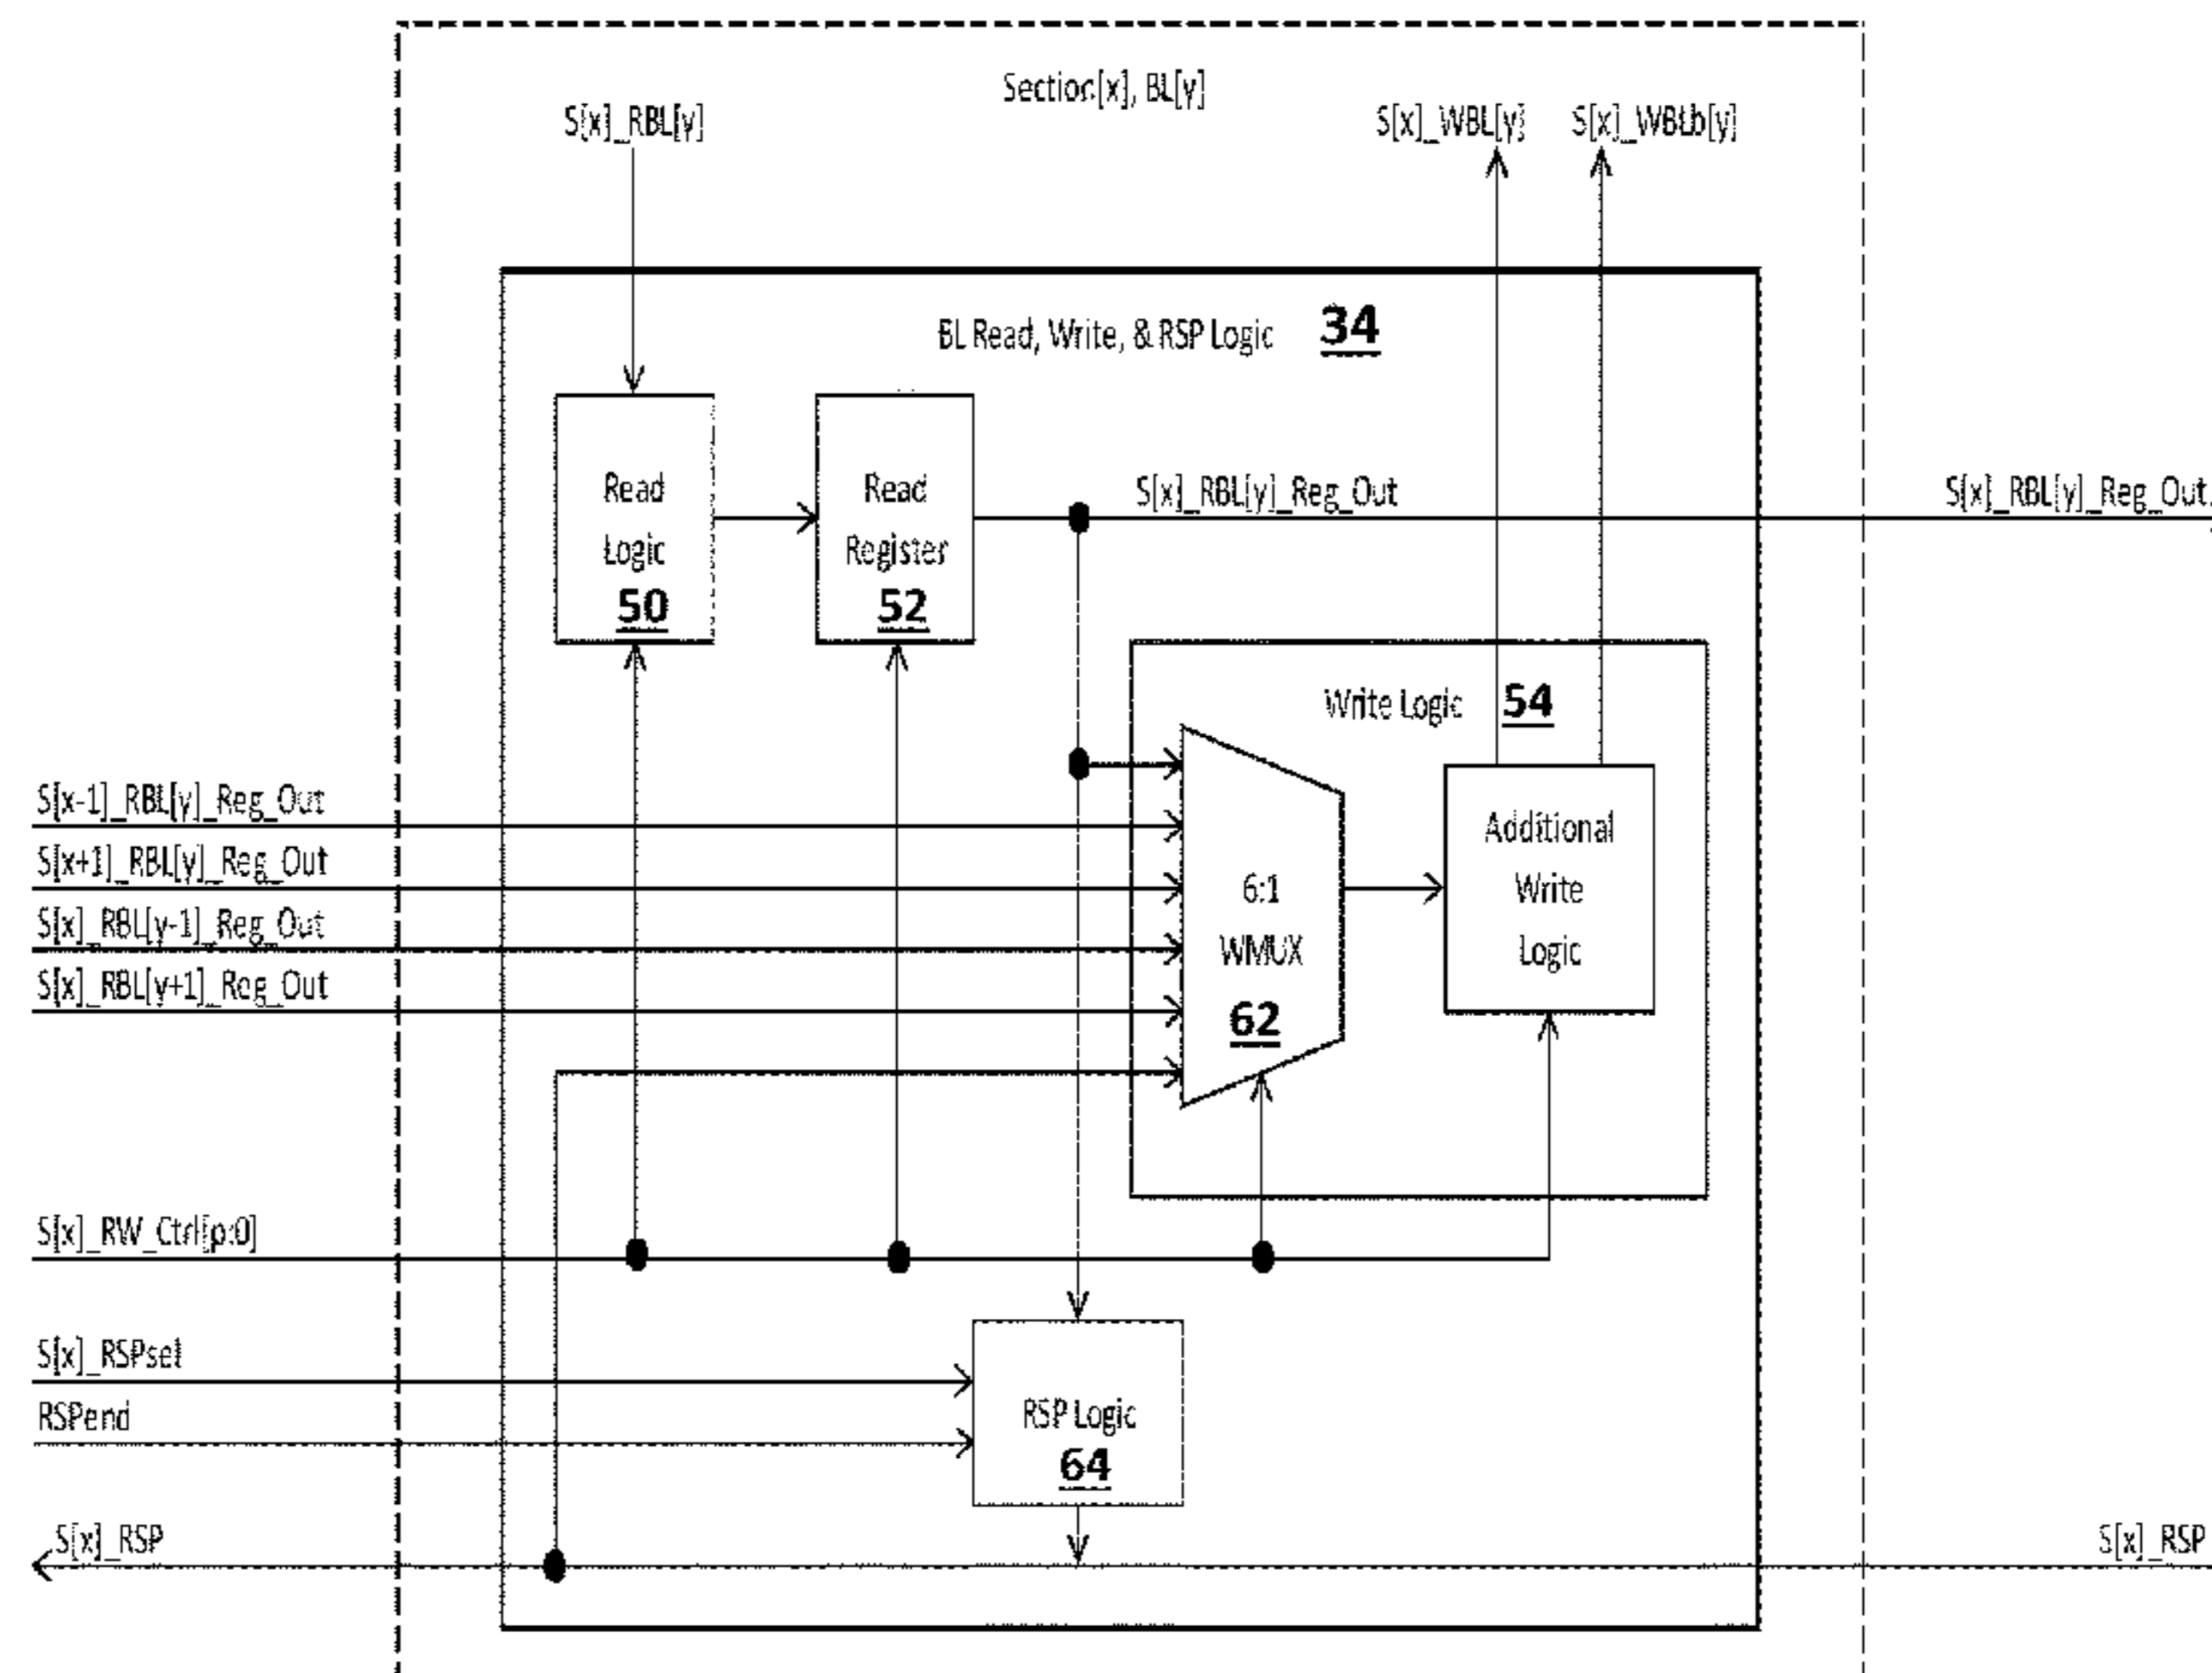 Section[x], BL[y]
S[x]_RBL[y]
S[x]_WBL[y]
S[x]_WBLb[y]
BL Read, Write, & RSP Logic 34
Read
Logic
50
Read
Register
52
S[x]_RBL[y]_Reg_Out
S[x]_RBL[y]_Reg_Out
Write Logic 54
S[x-1]_RBL[y]_Reg_Out
S[x+1]_RBL[y]_Reg_Out
S[x]_RBL[y-1]_Reg_Out
S[x]_RBL[y+1]_Reg_Out
6:1
WMUX
62
Additional
Write
Logic
S[x]_RW_Ctrl[p:0]
S[x]_RSPsel
RSPend
RSP Logic
64
S[x]_RSP
S[x]_RSP